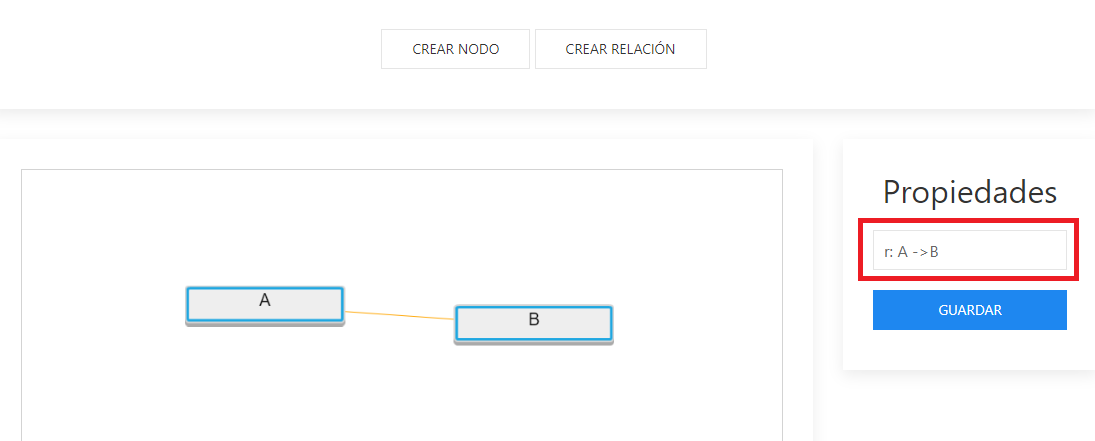 CREAR NODO
CREAR RELACIÓN
Propiedades
r: A ->B
GUARDAR
A
B